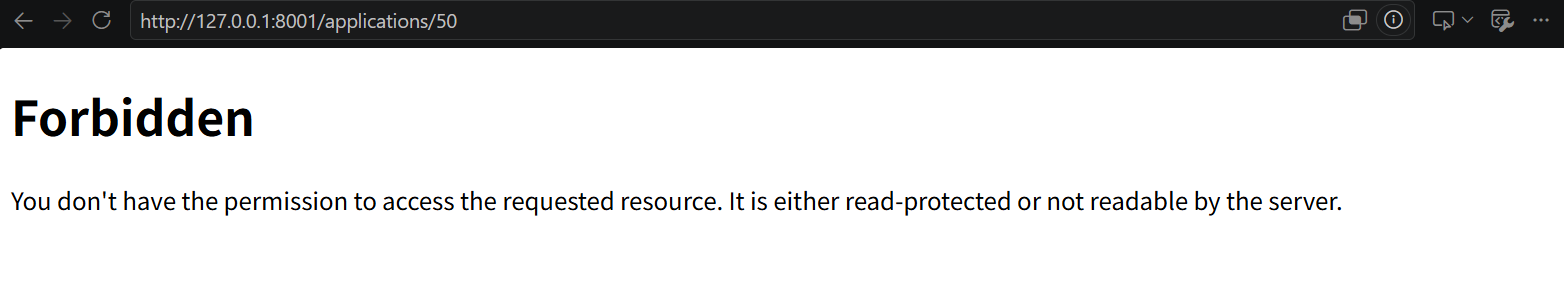 http://127.0.0.1:8001/applications/50
Forbidden
You don't have the permission to access the requested resource. It is either read-protected or not readable by the server.